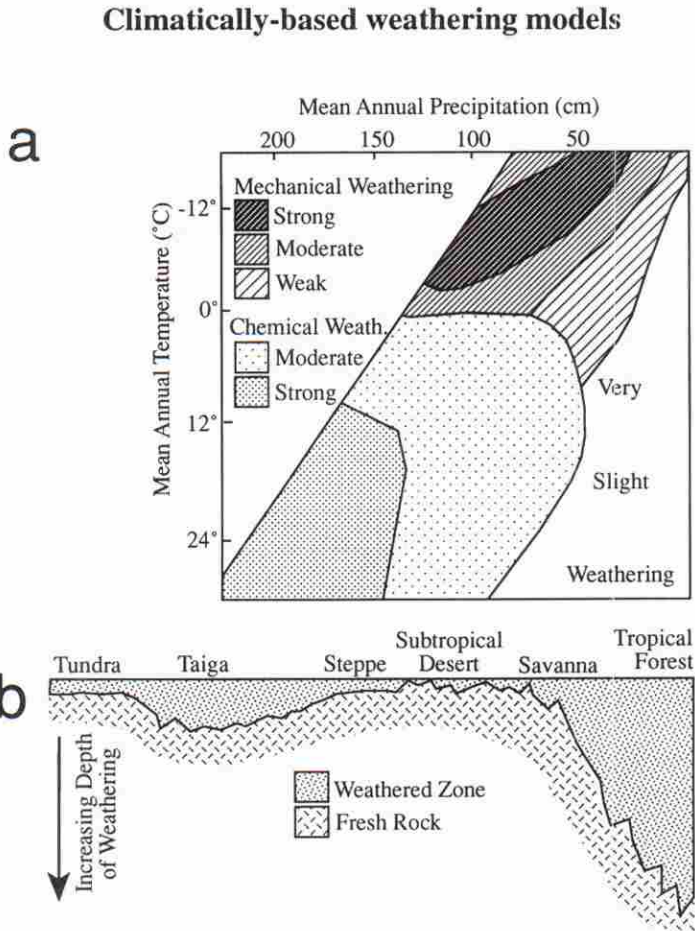 Climatically-based weathering models
a
Mean Annual Precipitation (cm)
200 150 100 50
Mean Annual Temperature (°C)
-12°
0°
12°
24°
Mechanical Weathering
Strong
Moderate
Weak
Chemical Weath.
Moderate
Strong
Very
Slight
Weathering
b
Tundra Taiga Steppe Subtropical
Desert Savanna Tropical
Forest
Increasing Depth
of Weathering
Weathered Zone
Fresh Rock